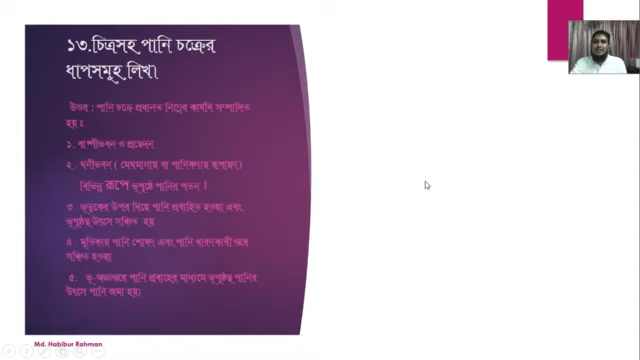 ১৩.চিত্রসহ পানি চক্রের
ধাপসমূহ লিখ।
উত্তর : পানি চক্রে প্রধানত নিম্নের কার্যাদি সম্পাদিত
হয় ঃ
১. বাষ্পীভবন ও প্রস্বেদন
২. ঘনীভবন ( মেঘমালায় বা পানিকণায় রূপায়ণ)
বিভিন্ন রূপে ভূপৃষ্ঠে পানির পতন ।
৩ . ভূত্বকের উপর দিয়ে পানি প্রবাহিত হওয়া এবং
ভূপৃষ্ঠস্থ উৎসে সঞ্চিত হয়
৪ . মৃত্তিকায় পানি শোষণ এবং পানি ধারণকারী স্তরে
সঞ্চিত হওয়া
৫. ভূ অভ্যন্তরে পানি প্রবাহের মাধ্যমে ভূপৃষ্ঠস্থ পানির
উৎসে পানি জমা হয়।
Md. Habibur Rahman